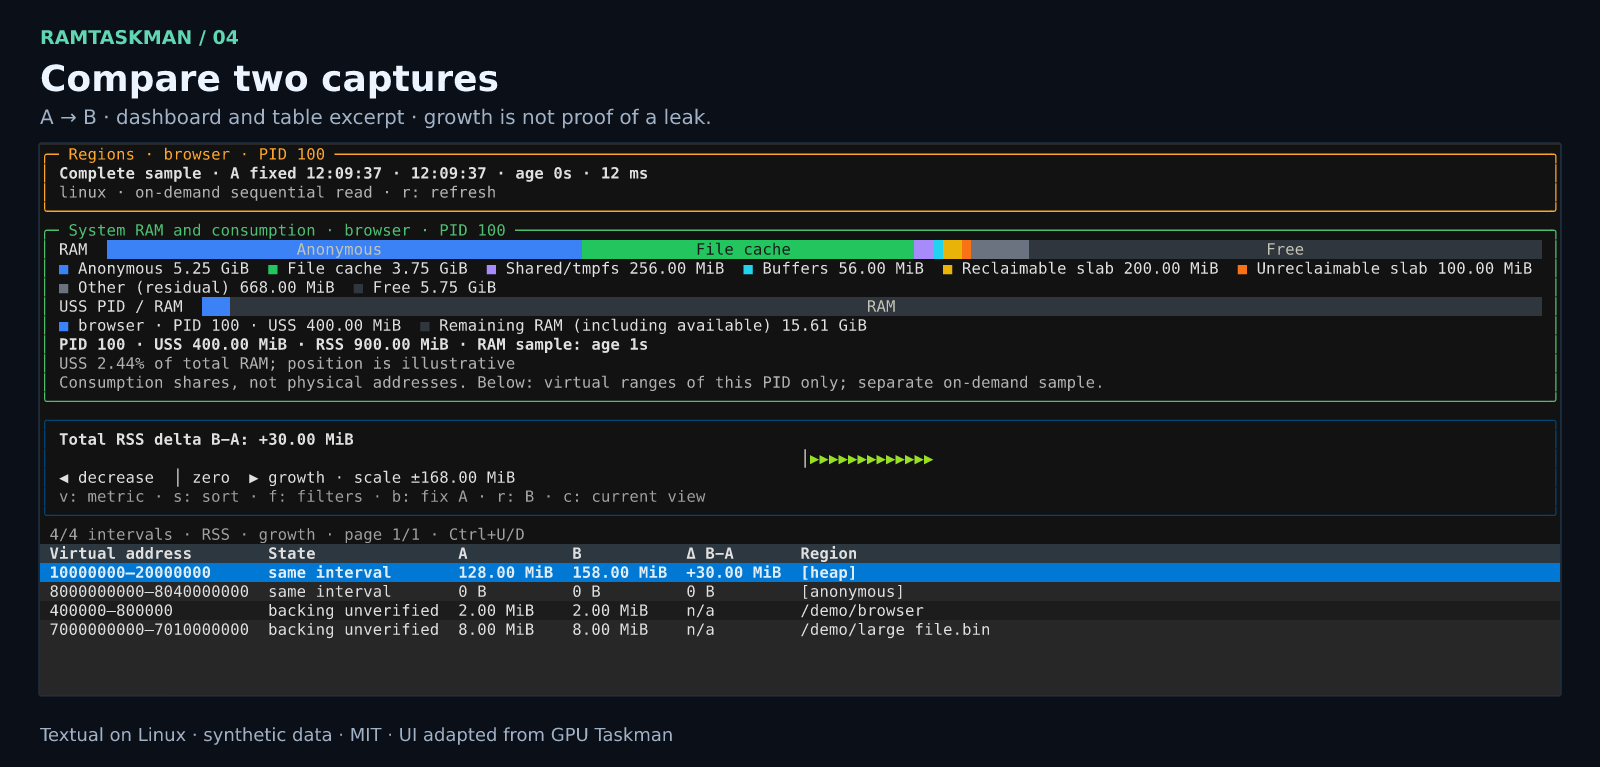 RAMTASKMAN / 04
Compare two captures
A → B · dashboard and table excerpt · growth is not proof of a leak.
Regions · browser · PID 100
Complete sample · A fixed 12:09:37 · 12:09:37 · age 0s · 12 ms
linux · on-demand sequential read · r: refresh
System RAM and consumption · browser · PID 100
RAM Anonymous File cache Free
■ Anonymous 5.25 GiB ■ File cache 3.75 GiB ■ Shared/tmpfs 256.00 MiB ■ Buffers 56.00 MiB ■ Reclaimable slab 200.00 MiB ■ Unreclaimable slab 100.00 MiB
■ Other (residual) 668.00 MiB ■ Free 5.75 GiB
USS PID / RAM RAM
■ browser · PID 100 · USS 400.00 MiB ■ Remaining RAM (including available) 15.61 GiB
PID 100 · USS 400.00 MiB · RSS 900.00 MiB · RAM sample: age 1s
USS 2.44% of total RAM; position is illustrative
Consumption shares, not physical addresses. Below: virtual ranges of this PID only; separate on-demand sample.
Total RSS delta B−A: +30.00 MiB
│▶▶▶▶▶▶▶▶▶▶▶▶▶
◀ decrease │ zero ▶ growth · scale ±168.00 MiB
v: metric · s: sort · f: filters · b: fix A · r: B · c: current view
4/4 intervals · RSS · growth · page 1/1 · Ctrl+U/D
Virtual address State A B Δ B−A Region
10000000–20000000 same interval 128.00 MiB 158.00 MiB +30.00 MiB [heap]
8000000000–8040000000 same interval 0 B 0 B 0 B [anonymous]
400000–800000 backing unverified 2.00 MiB 2.00 MiB n/a /demo/browser
7000000000–7010000000 backing unverified 8.00 MiB 8.00 MiB n/a /demo/large file.bin
Textual on Linux · synthetic data · MIT · UI adapted from GPU Taskman